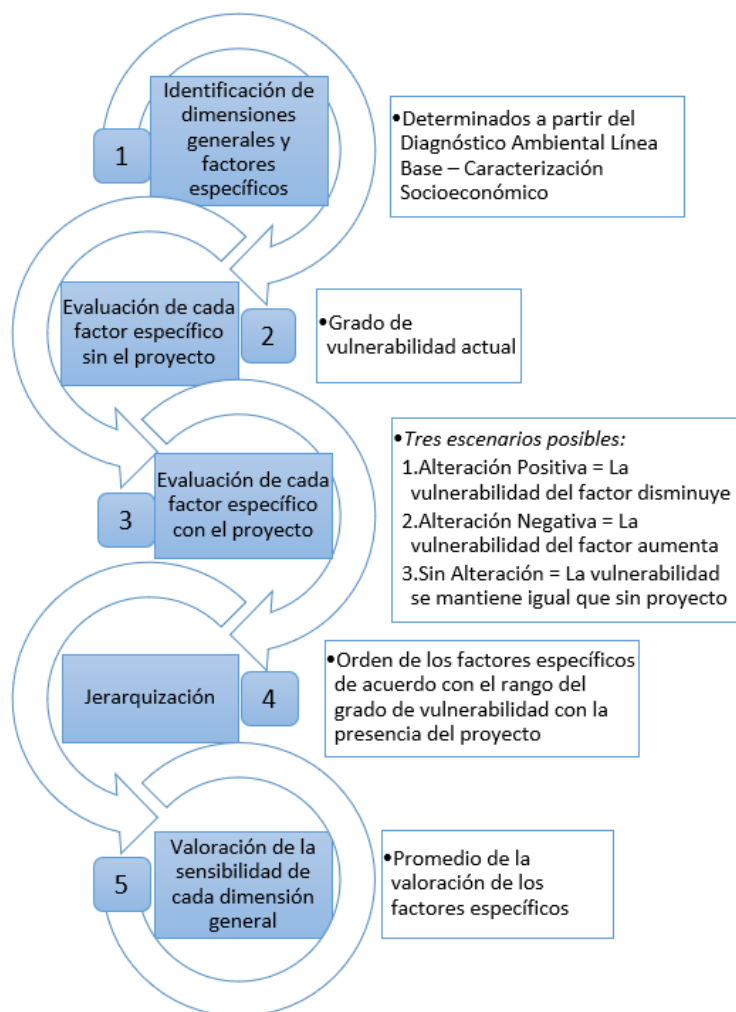 Identificación de
dimensiones
generales y
factores
específicos
1
•Determinados a partir del
Diagnóstico Ambiental Línea
Base – Caracterización
Socioeconómico
Evaluación de cada
factor específico
sin el proyecto
2
•Grado de
vulnerabilidad actual
Evaluación de cada
factor específico
con el proyecto
3
•Tres escenarios posibles:
1.Alteración Positiva = La
vulnerabilidad del factor disminuye
2.Alteración Negativa = La
vulnerabilidad del factor aumenta
3.Sin Alteración = La vulnerabilidad
se mantiene igual que sin proyecto
Jerarquización
4
•Orden de los factores específicos
de acuerdo con el rango del
grado de vulnerabilidad con la
presencia del proyecto
Valoración de la
sensibilidad de
cada dimensión
general
5
•Promedio de la
valoración de los
factores específicos